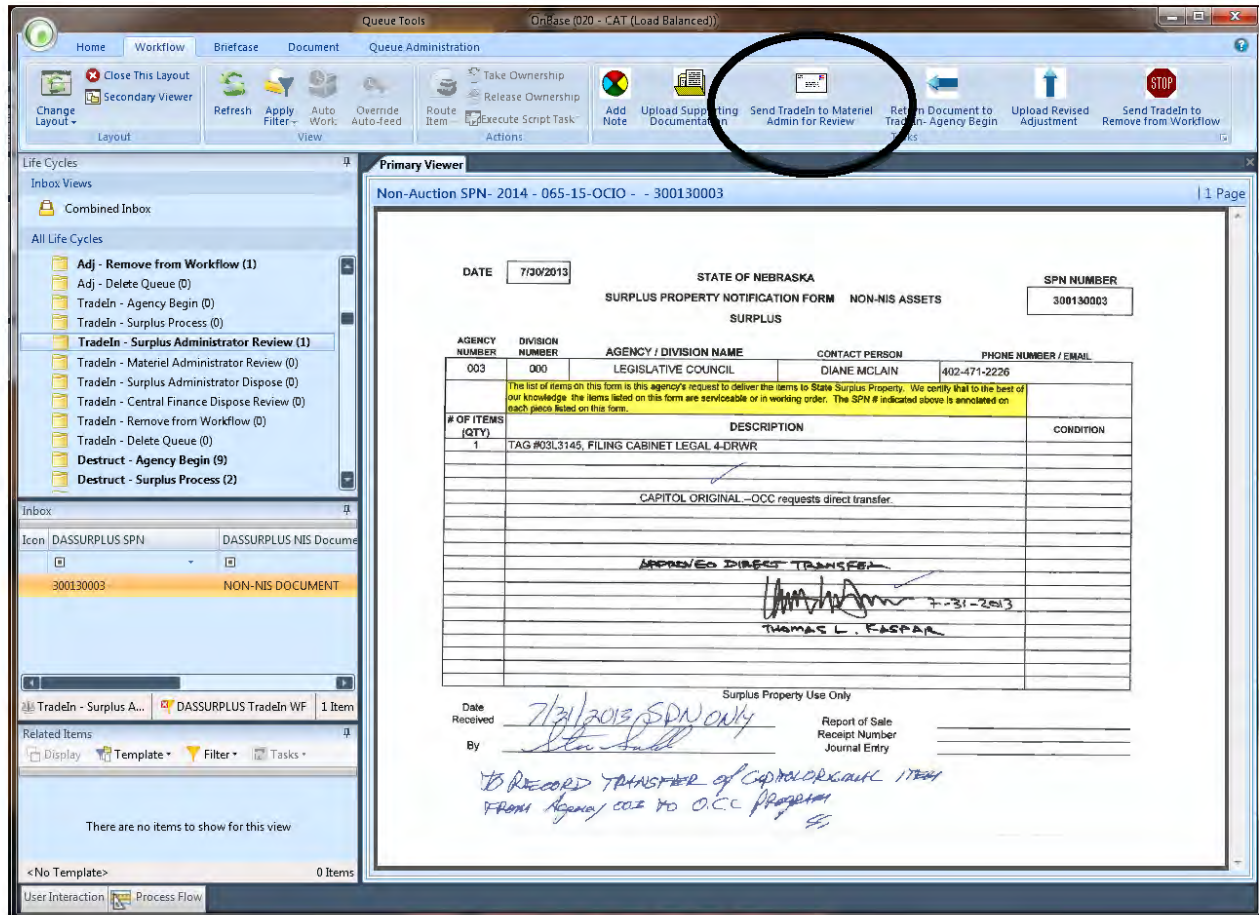 Queue Tools
OnBase (020 - CAT (Load Balanced))
Home Workflow Briefcase Document Queue Administration
Change Layout
Close This Layout
Secondary Viewer
Layout
Refresh
Apply Filter
Auto Work
Override Auto-feed
View
Route Item
Take Ownership
Release Ownership
Execute Script Task
Actions
Add Note
Upload Supporting Documentation
Send TradeIn to Materiel Admin for Review
Return Document to TradeIn- Agency Begin
Upload Revised Adjustment
STOP
Send TradeIn to Remove from Workflow
Tasks
Life Cycles
Inbox Views
Combined Inbox
All Life Cycles
Adj - Remove from Workflow (1)
Adj - Delete Queue (0)
TradeIn - Agency Begin (0)
TradeIn - Surplus Process (0)
TradeIn - Surplus Administrator Review (1)
TradeIn - Materiel Administrator Review (0)
TradeIn - Surplus Administrator Dispose (0)
TradeIn - Central Finance Dispose Review (0)
TradeIn - Remove from Workflow (0)
TradeIn - Delete Queue (0)
Destruct - Agency Begin (9)
Destruct - Surplus Process (2)
Inbox
Icon DASSURPLUS SPN DASSURPLUS NIS Docume
300130003 NON-NIS DOCUMENT
TradeIn - Surplus A... DASSURPLUS TradeIn WF 1 Item
Related Items
Display Template Filter Tasks
There are no items to show for this view
<No Template> 0 Items
User Interaction Process Flow
Primary Viewer
Non-Auction SPN- 2014 - 065-15-OCIO - - 300130003 | 1 Page
DATE 7/30/2013
STATE OF NEBRASKA
SURPLUS PROPERTY NOTIFICATION FORM NON-NIS ASSETS
SURPLUS
SPN NUMBER
300130003
AGENCY NUMBER DIVISION NUMBER AGENCY / DIVISION NAME CONTACT PERSON PHONE NUMBER / EMAIL
003 000 LEGISLATIVE COUNCIL DIANE MCLAIN 402-471-2226
The list of items on this form is this agency's request to deliver the items to State Surplus Property. We certify that to the best of
our knowledge the items listed on this form are serviceable or in working order. The SPN # indicated above is annotated on
each piece listed on this form.
# OF ITEMS (QTY) DESCRIPTION CONDITION
1 TAG #03L3145, FILING CABINET LEGAL 4-DRWR
CAPITOL ORIGINAL.--OCC requests direct transfer.
APPROVED DIRECT TRANSFER
7-31-2013
THOMAS L. KASPAR
Surplus Property Use Only
Date Received 7/31/2013 SPN ONLY
By
Report of Sale
Receipt Number
Journal Entry
TO RECORD TRANSFER of CAPITOL ORIGINAL ITEM
FROM Agency 003 to O.C.C PROGRAM